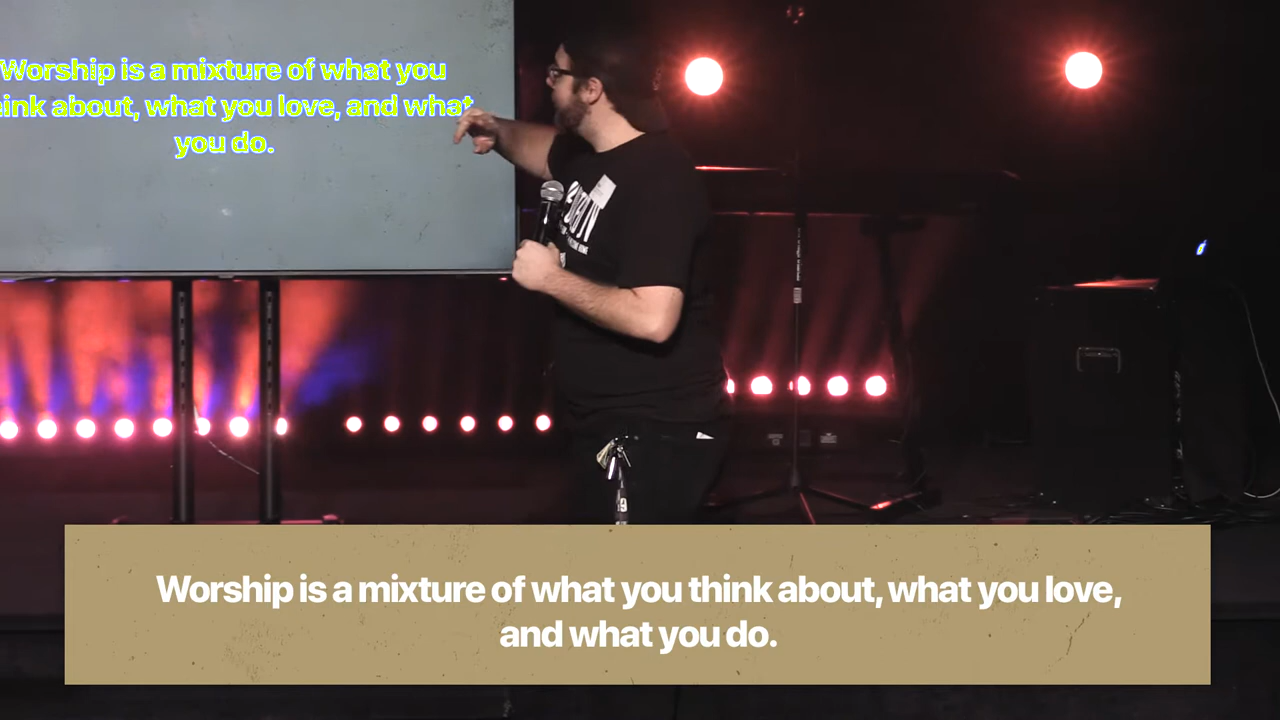 Worship is a mixture of what you
think about, what you love, and what
you do.
Worship is a mixture of what you think about, what you love,
and what you do.